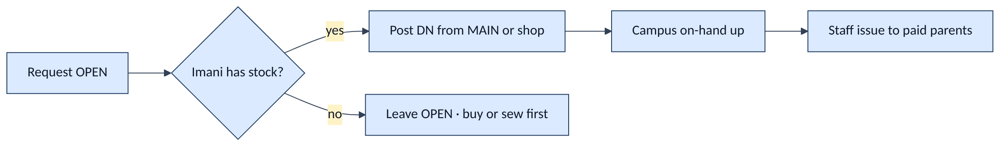 Request OPEN
Imani has stock?
yes
Post DN from MAIN or shop
Campus on-hand up
Staff issue to paid parents
no
Leave OPEN · buy or sew first